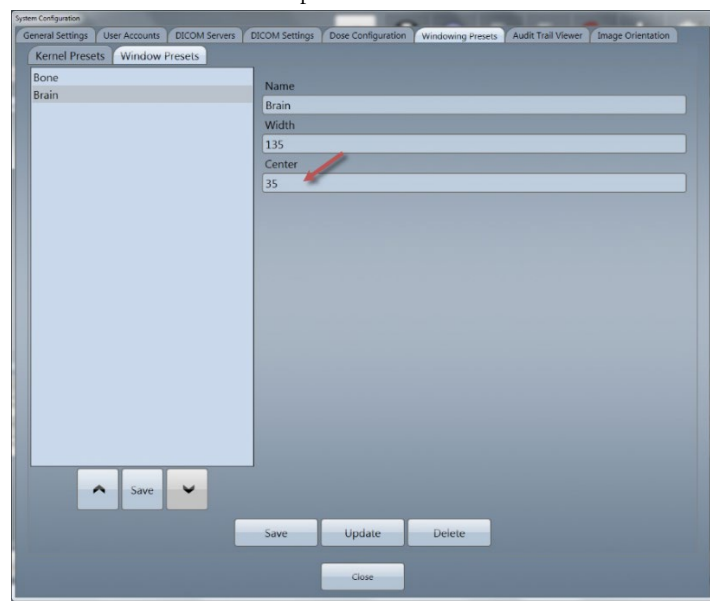 System Configuration
General Settings User Accounts DICOM Servers DICOM Settings Dose Configuration Windowing Presets Audit Trail Viewer Image Orientation
Kernel Presets Window Presets
Bone
Brain
Name
Brain
Width
135
Center
35
Save
Save Update Delete
Close